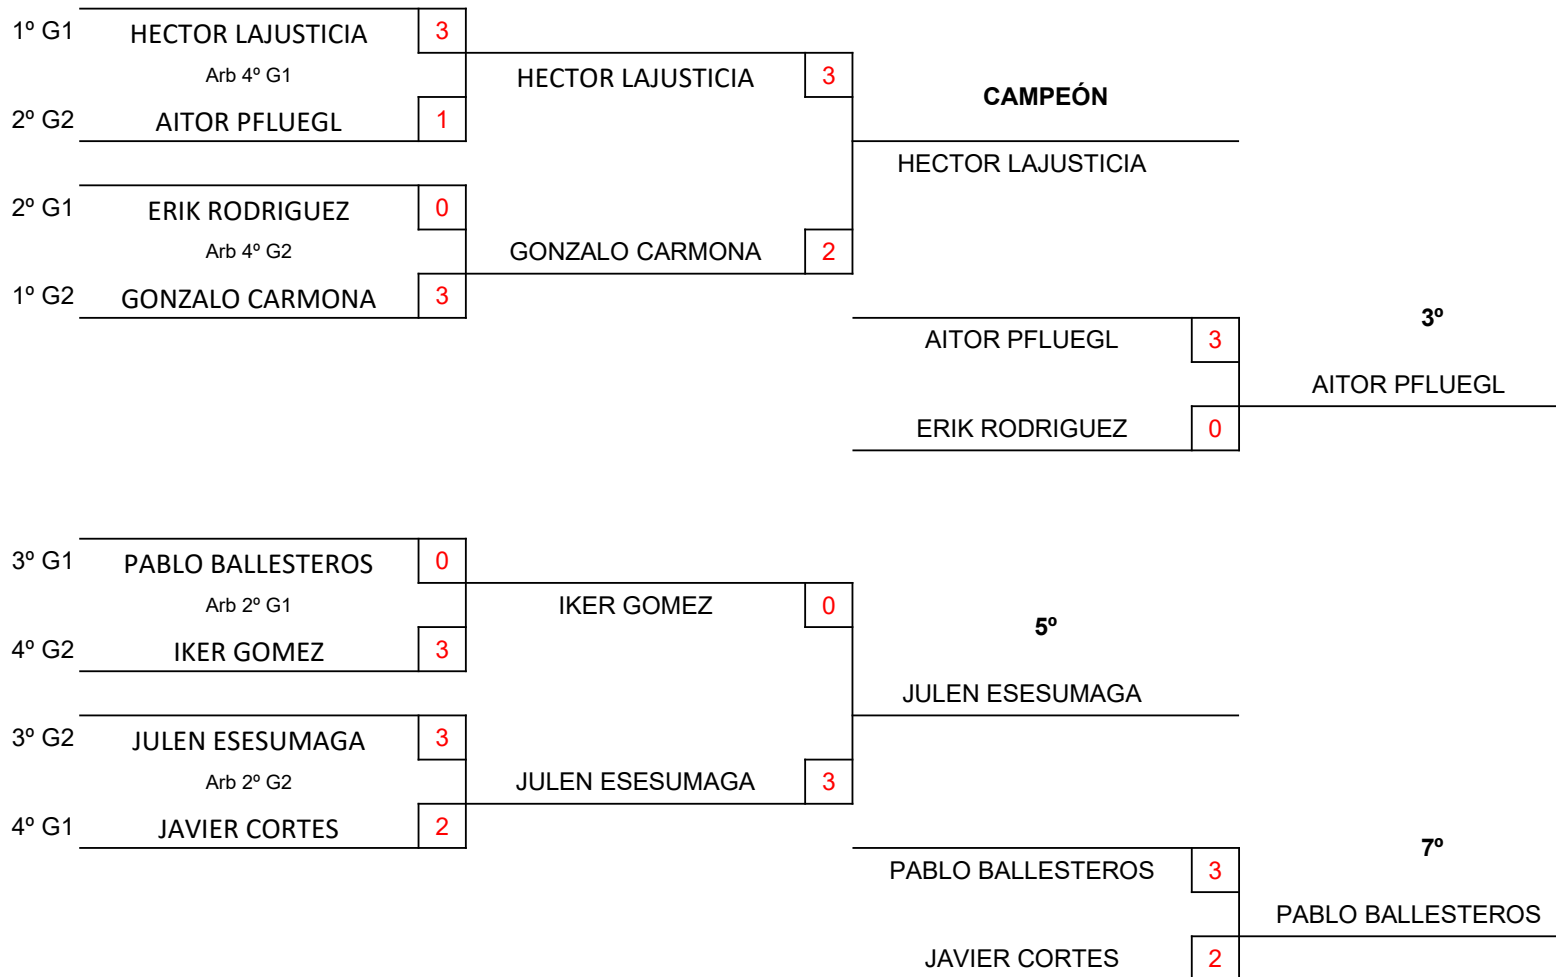 1º G1 HECTOR LAJUSTICIA 3
Arb 4º G1
HECTOR LAJUSTICIA 3
CAMPEÓN
2º G2 AITOR PFLUEGL 1
HECTOR LAJUSTICIA
2º G1 ERIK RODRIGUEZ 0
Arb 4º G2
GONZALO CARMONA 2
1º G2 GONZALO CARMONA 3
3º
AITOR PFLUEGL 3
AITOR PFLUEGL
ERIK RODRIGUEZ 0
3º G1 PABLO BALLESTEROS 0
Arb 2º G1
IKER GOMEZ 0
5º
4º G2 IKER GOMEZ 3
JULEN ESESUMAGA
3º G2 JULEN ESESUMAGA 3
Arb 2º G2
JULEN ESESUMAGA 3
4º G1 JAVIER CORTES 2
7º
PABLO BALLESTEROS 3
PABLO BALLESTEROS
JAVIER CORTES 2